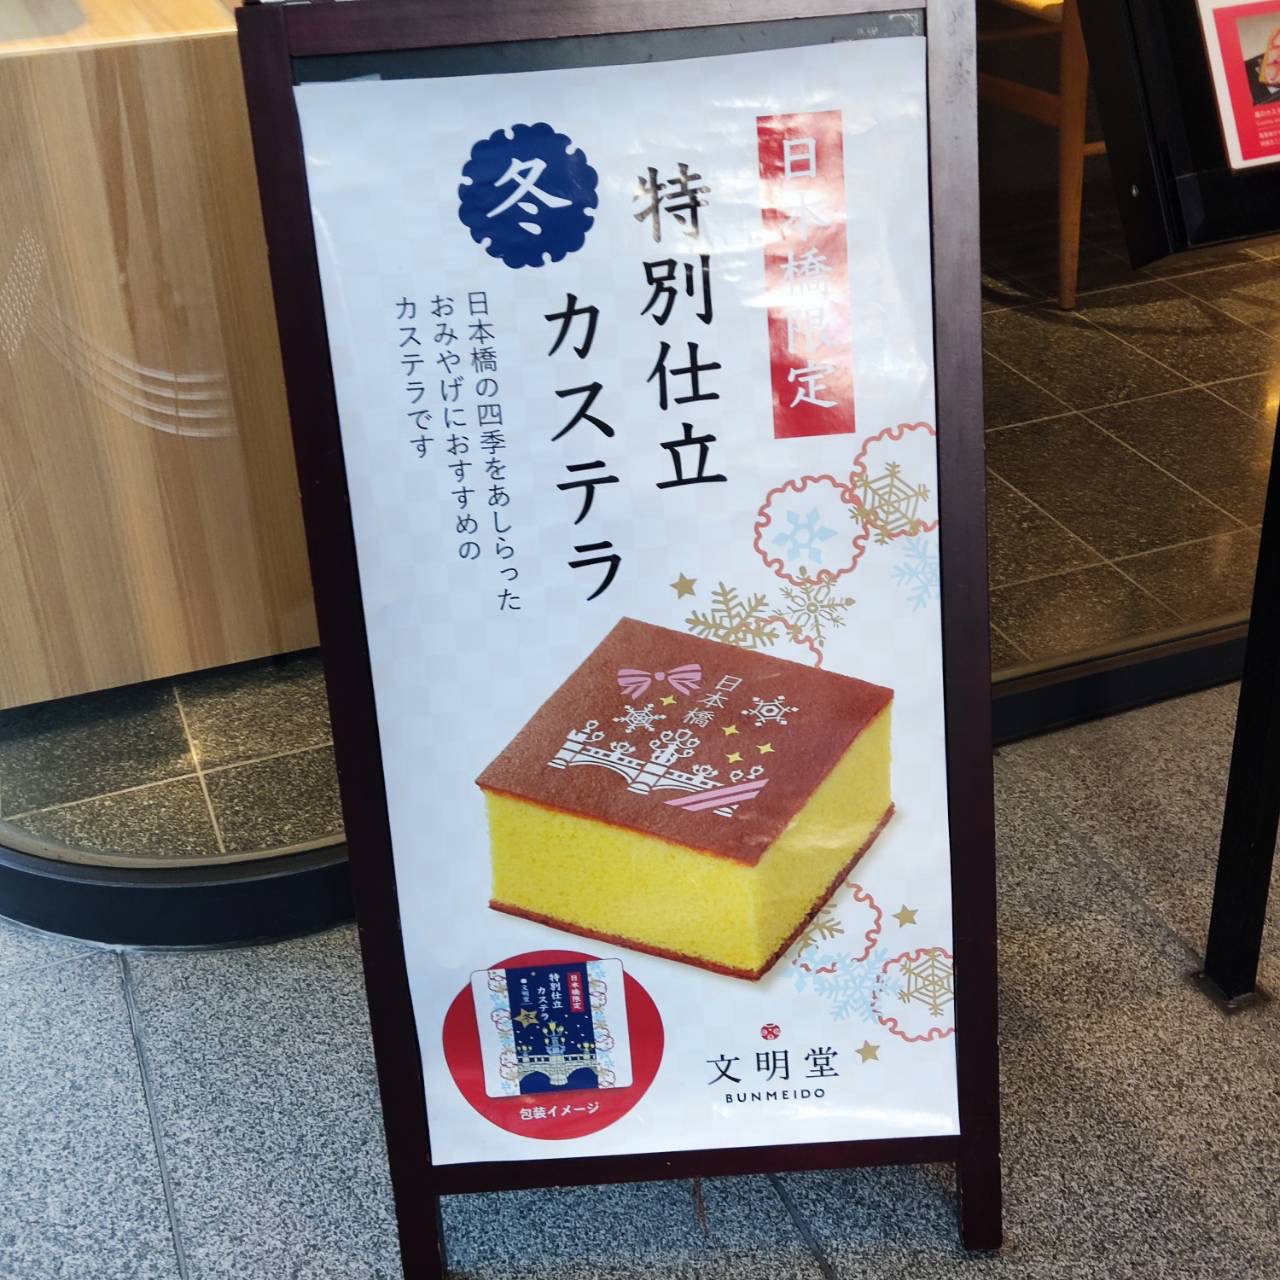 日本橋限定
特別仕立
カステラ
冬
日本橋の四季をあしらった
おみやげにおすすめの
カステラです
日本橋
日本橋限定
特別仕立
カステラ
文明堂
包装イメージ
文明堂
BUNMEIDO